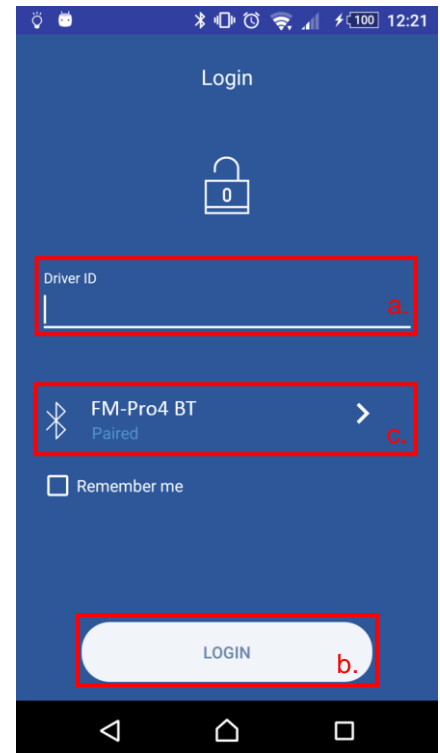 100 12:21
Login
0
Driver ID
a.
FM-Pro4 BT
Paired
c.
Remember me
LOGIN
b.